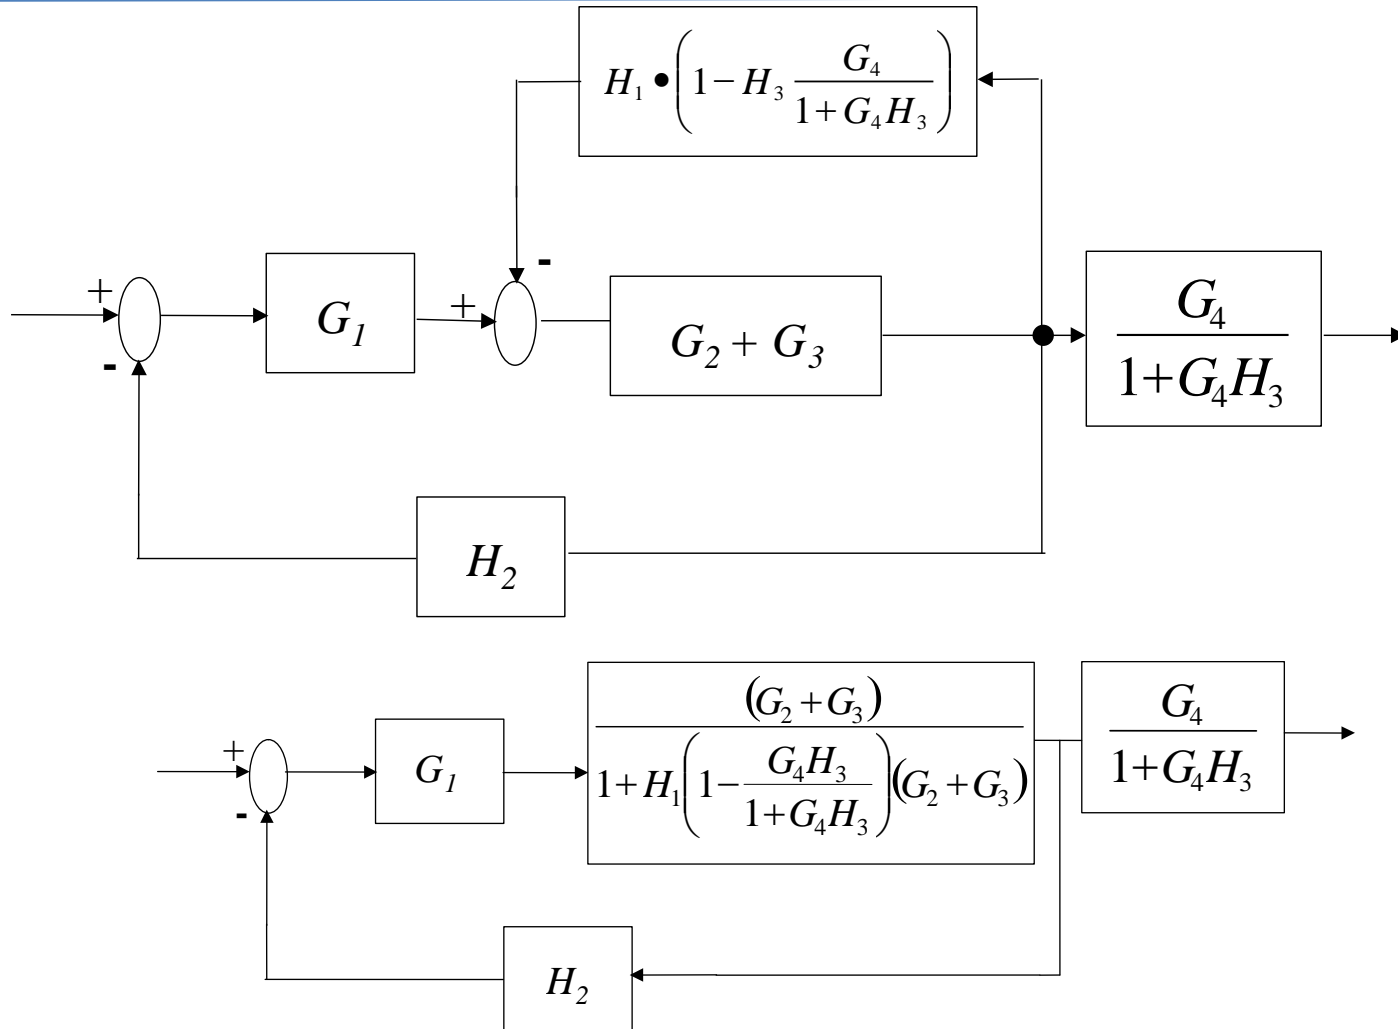 H₁ • (1 − H₃ G₄ / (1 + G₄H₃))
-
+
G₁
+
G₂ + G₃
G₄ / (1+G₄H₃)
-
H₂
(G₂ + G₃) / (1 + H₁(1 − G₄H₃ / (1 + G₄H₃))(G₂ + G₃))
G₄ / (1+G₄H₃)
+
G₁
-
H₂